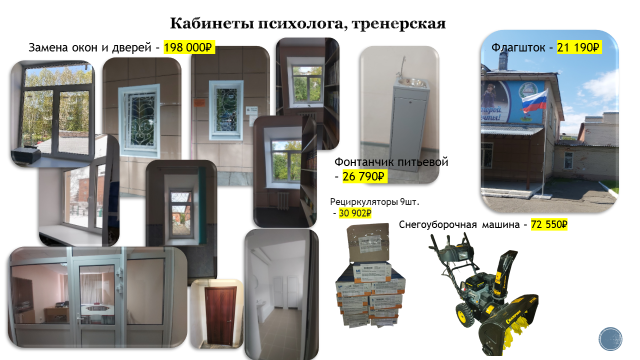 Кабинеты психолога, тренерская
Замена окон и дверей - 198 000₽
Флагшток - 21 190₽
Фонтанчик питьевой
- 26 790₽
Рециркуляторы 9шт.
- 30 902₽
Снегоуборочная машина - 72 550₽